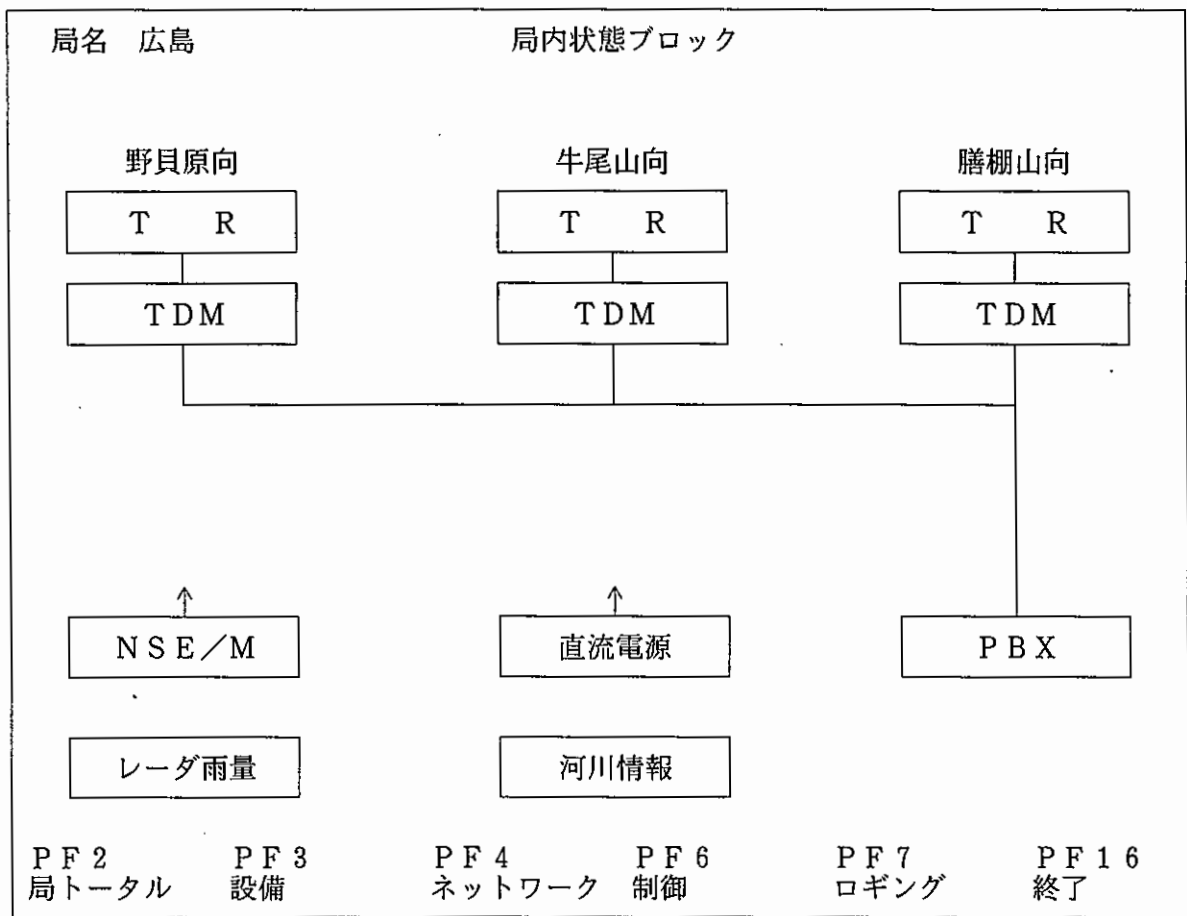 局名 広島 局内状態ブロック
野貝原向 牛尾山向 膳棚山向
T R T R T R
TDM TDM TDM
NSE/M 直流電源 PBX
レーダ雨量 河川情報
PF2 PF3 PF4 PF6 PF7 PF16
局トータル 設備 ネットワーク 制御 ロギング 終了